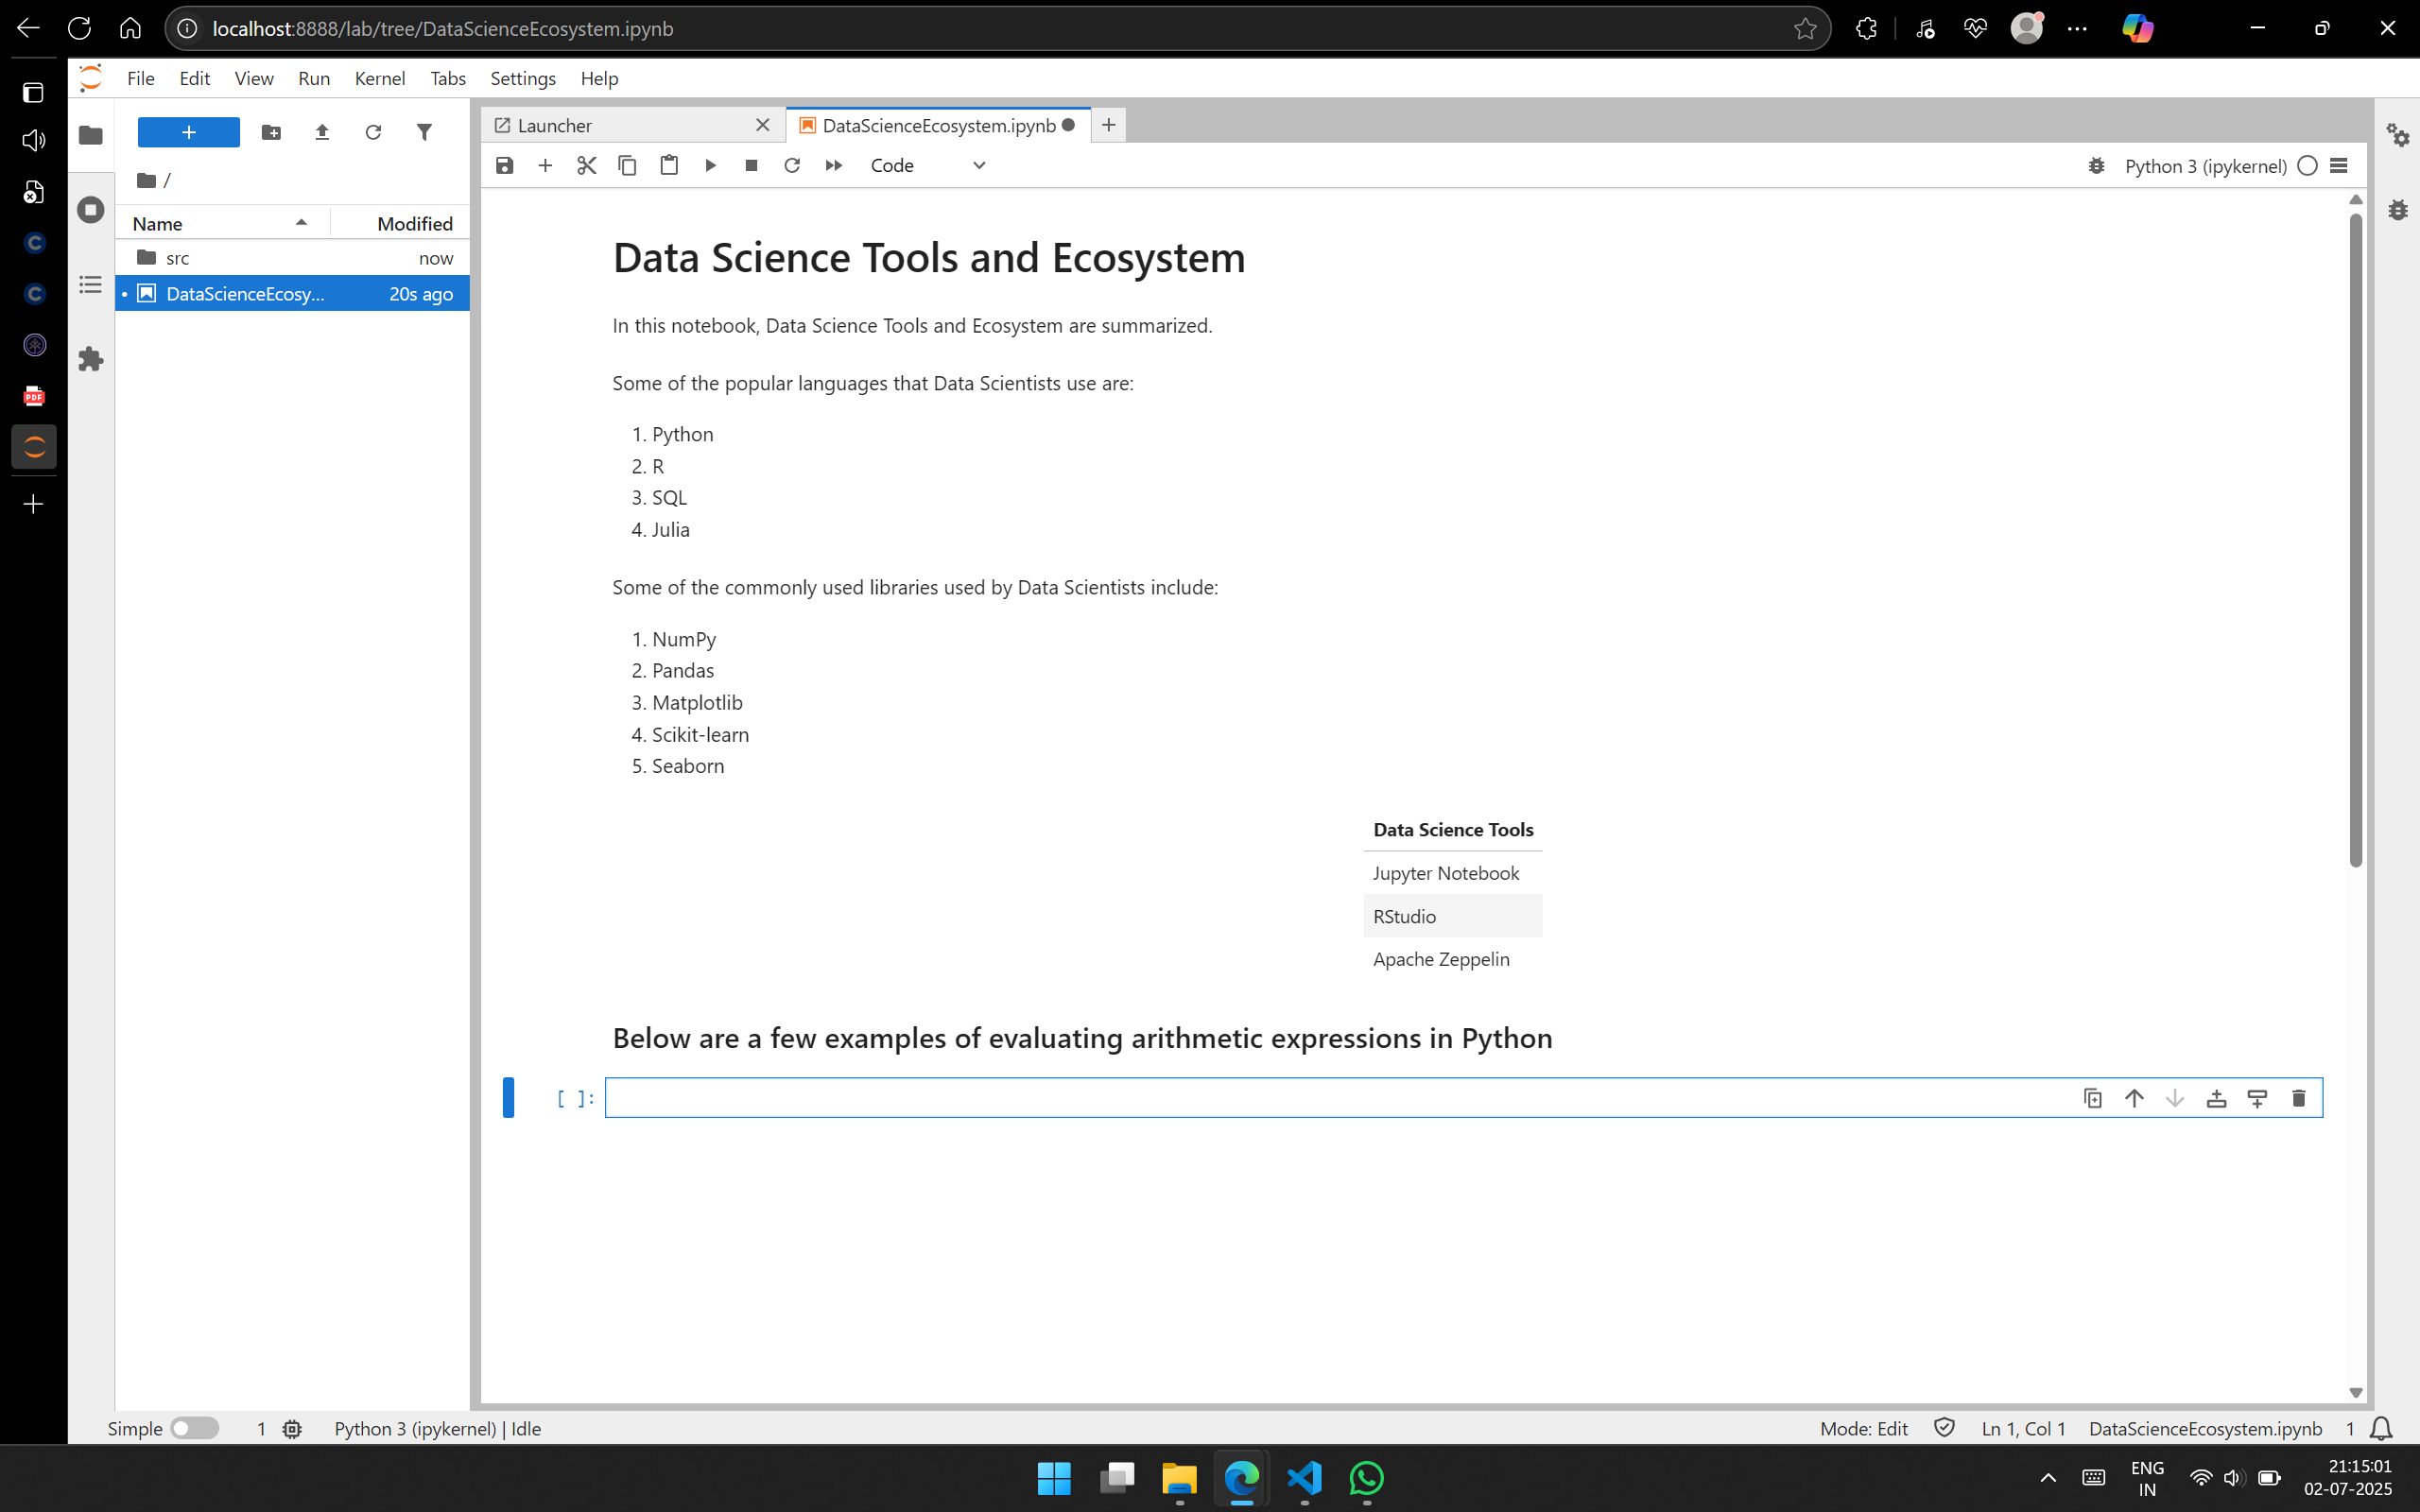 localhost:8888/lab/tree/DataScienceEcosystem.ipynb
File Edit View Run Kernel Tabs Settings Help
Launcher
DataScienceEcosystem.ipynb
Code
Python 3 (ipykernel)
/
Name Modified
src now
DataScienceEcosy... 20s ago
PDF
Data Science Tools and Ecosystem
In this notebook, Data Science Tools and Ecosystem are summarized.
Some of the popular languages that Data Scientists use are:
1. Python
2. R
3. SQL
4. Julia
Some of the commonly used libraries used by Data Scientists include:
1. NumPy
2. Pandas
3. Matplotlib
4. Scikit-learn
5. Seaborn
Data Science Tools
Jupyter Notebook
RStudio
Apache Zeppelin
Below are a few examples of evaluating arithmetic expressions in Python
[ ]:
Simple 1 Python 3 (ipykernel) | Idle Mode: Edit Ln 1, Col 1 DataScienceEcosystem.ipynb 1
ENG
IN
21:15:01
02-07-2025